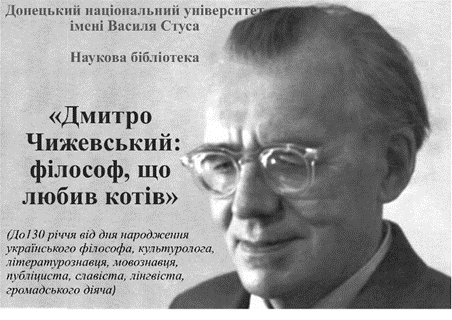 Донецький національний університет
імені Василя Стуса
Наукова бібліотека
«Дмитро
Чижевський:
філософ, що
любив котів»
(До130 річчя від дня народження
українського філософа, культуролога,
літературознавця, мовознавця,
публіциста, славіста, лінгвіста,
громадського діяча)